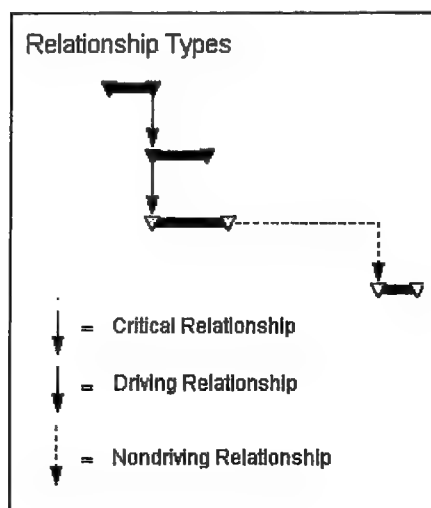 Relationship Types
= Critical Relationship
= Driving Relationship
= Nondriving Relationship